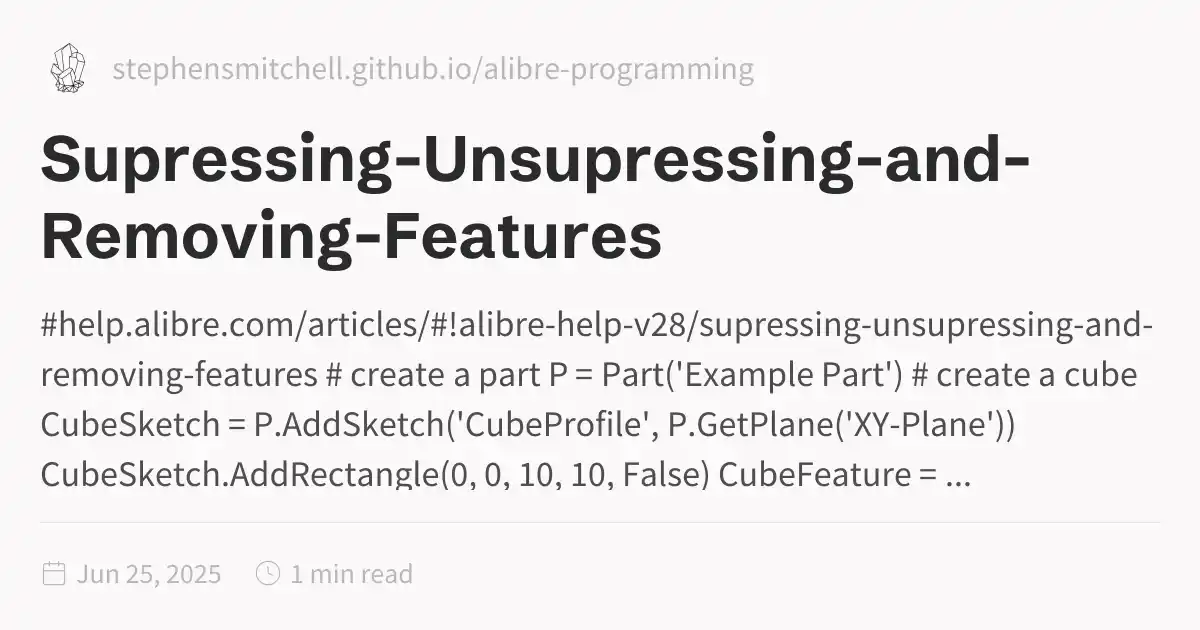 stephensmitchell.github.io/alibre-programming
Supressing-Unsupressing-and-
Removing-Features
#help.alibre.com/articles/#!alibre-help-v28/supressing-unsupressing-and-
removing-features # create a part P = Part('Example Part') # create a cube
CubeSketch = P.AddSketch('CubeProfile', P.GetPlane('XY-Plane'))
CubeSketch.AddRectangle(0, 0, 10, 10, False) CubeFeature = ...
Jun 25, 2025 1 min read